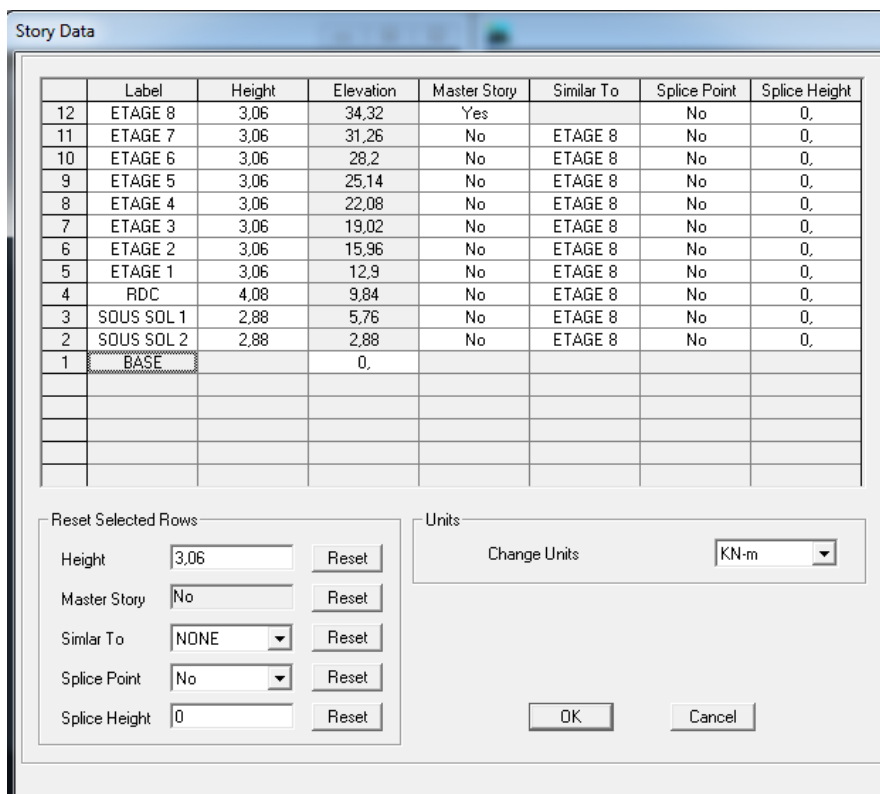 Story Data
Label Height Elevation Master Story Similar To Splice Point Splice Height
12 ETAGE 8 3,06 34,32 Yes No 0,
11 ETAGE 7 3,06 31,26 No ETAGE 8 No 0,
10 ETAGE 6 3,06 28,2 No ETAGE 8 No 0,
9 ETAGE 5 3,06 25,14 No ETAGE 8 No 0,
8 ETAGE 4 3,06 22,08 No ETAGE 8 No 0,
7 ETAGE 3 3,06 19,02 No ETAGE 8 No 0,
6 ETAGE 2 3,06 15,96 No ETAGE 8 No 0,
5 ETAGE 1 3,06 12,9 No ETAGE 8 No 0,
4 RDC 4,08 9,84 No ETAGE 8 No 0,
3 SOUS SOL 1 2,88 5,76 No ETAGE 8 No 0,
2 SOUS SOL 2 2,88 2,88 No ETAGE 8 No 0,
1 BASE 0,
Reset Selected Rows
Height 3,06 Reset
Master Story No Reset
Simlar To NONE Reset
Splice Point No Reset
Splice Height 0 Reset
Units
Change Units KN-m
OK Cancel